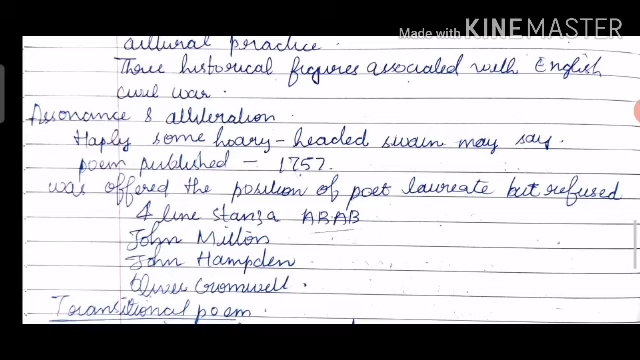 Made with KINEMASTER
cultural practice.
Three historical figures associated with English
civil war.
Assonance & alliteration
Haply some hoary-headed swain may say.
poem published - 1757.
was offered the position of poet laureate but refused
4 line stanza ABAB
John Milton
John Hampden
Oliver Cromwell.
Transitional poem.